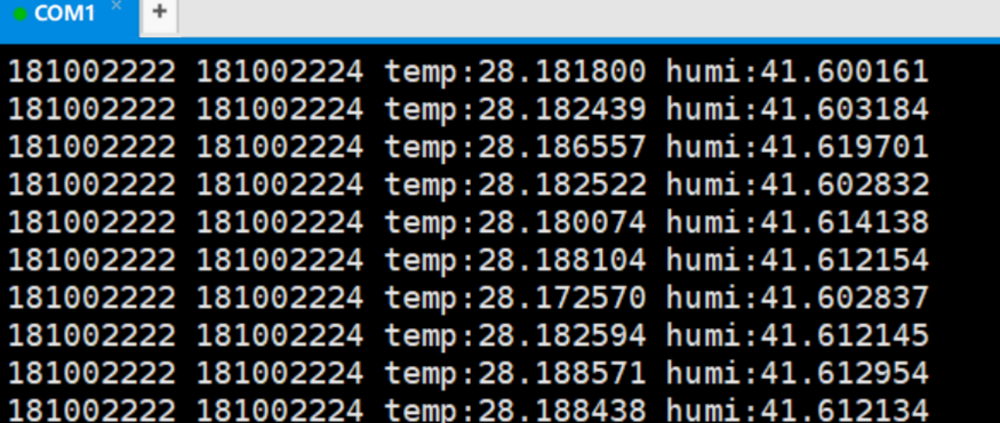 COM1 × +
181002222 181002224 temp:28.181800 humi:41.600161
181002222 181002224 temp:28.182439 humi:41.603184
181002222 181002224 temp:28.186557 humi:41.619701
181002222 181002224 temp:28.182522 humi:41.602832
181002222 181002224 temp:28.180074 humi:41.614138
181002222 181002224 temp:28.188104 humi:41.612154
181002222 181002224 temp:28.172570 humi:41.602837
181002222 181002224 temp:28.182594 humi:41.612145
181002222 181002224 temp:28.188571 humi:41.612954
181002222 181002224 temp:28.188438 humi:41.612134